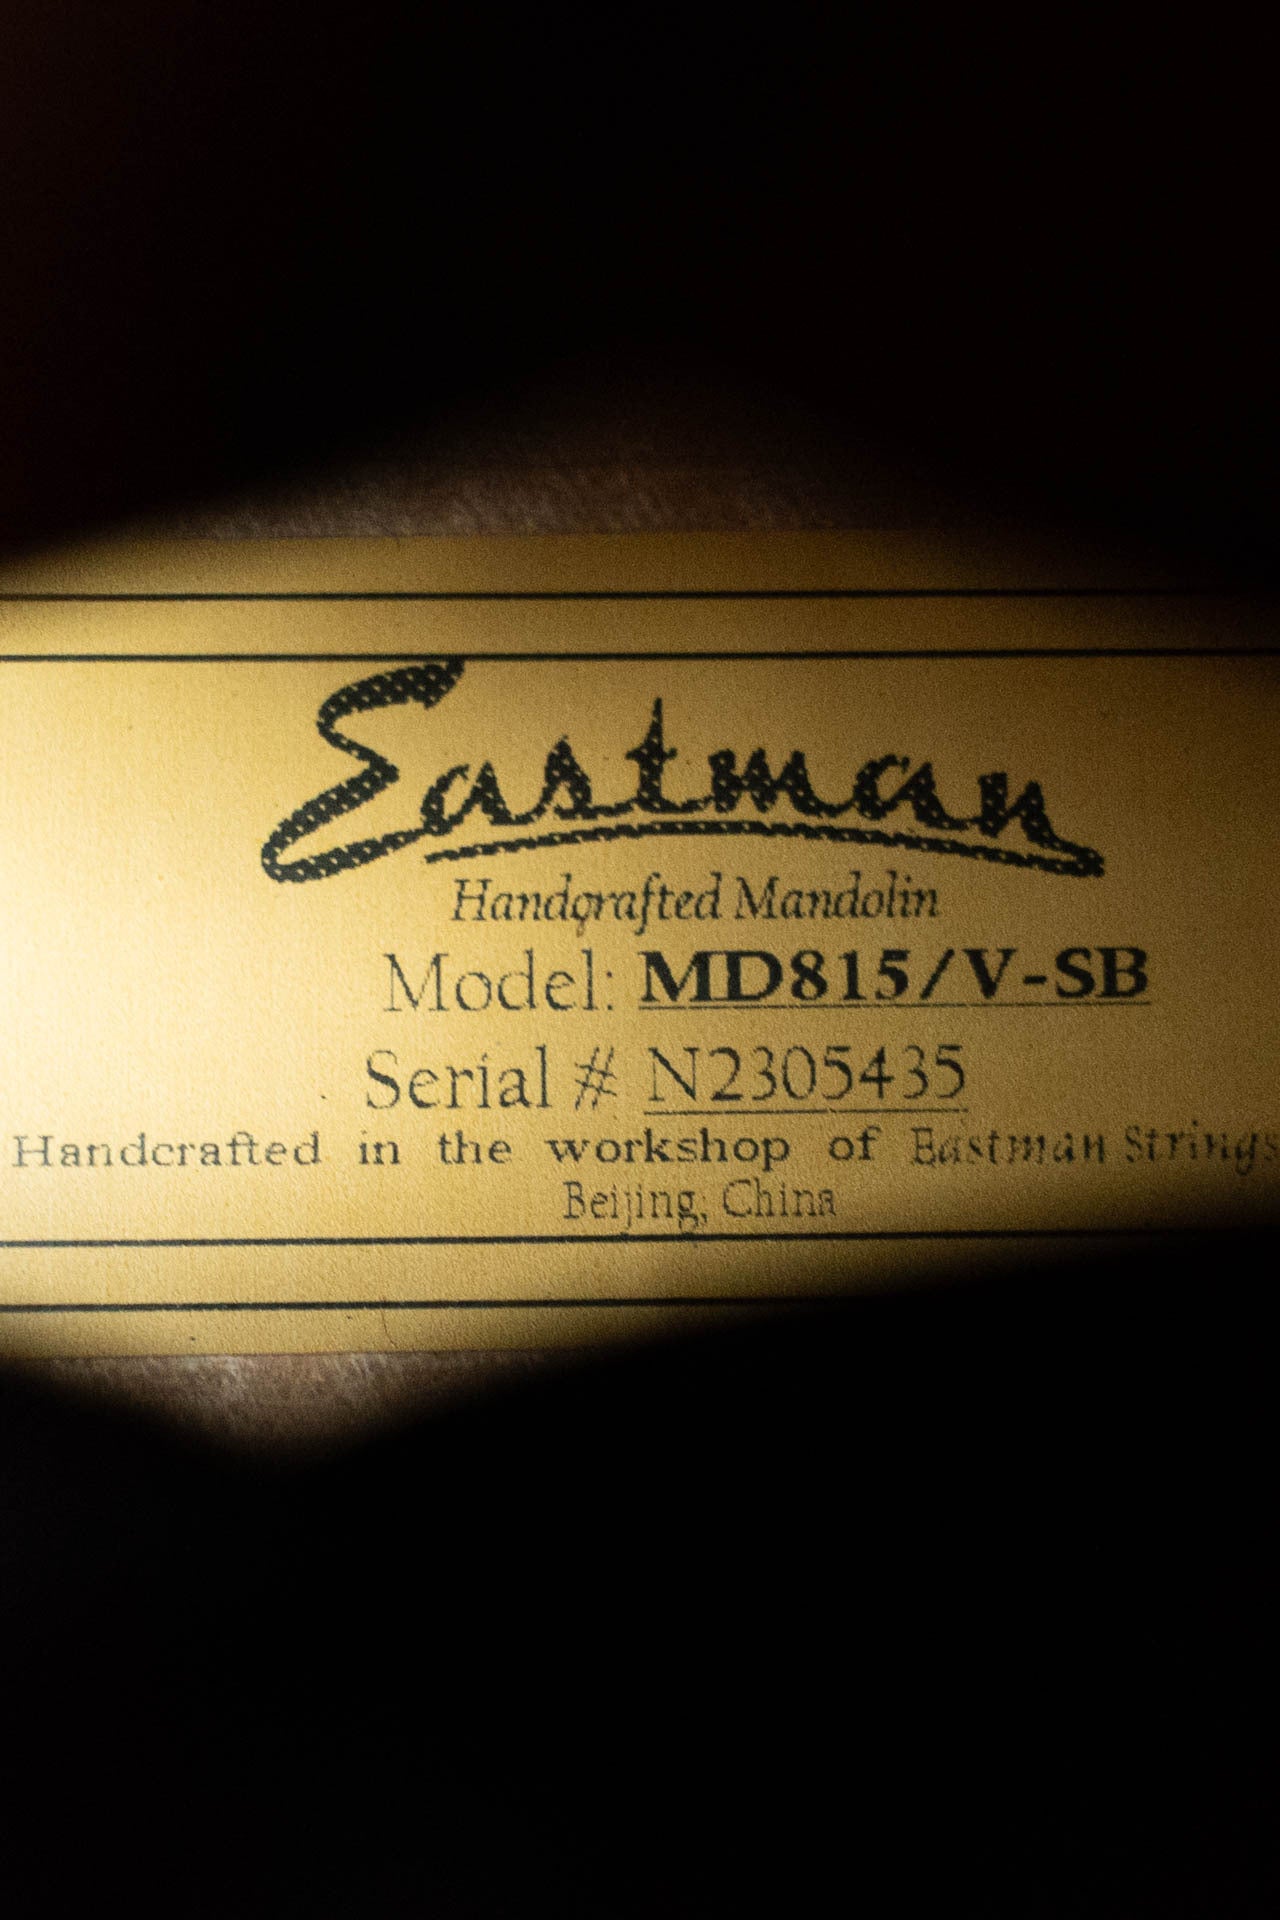 Eastman
Handcrafted Mandolin
Model: MD815/V-SB
Serial # N2305435
Handcrafted in the workshop of Eastman Strings
Beijing, China